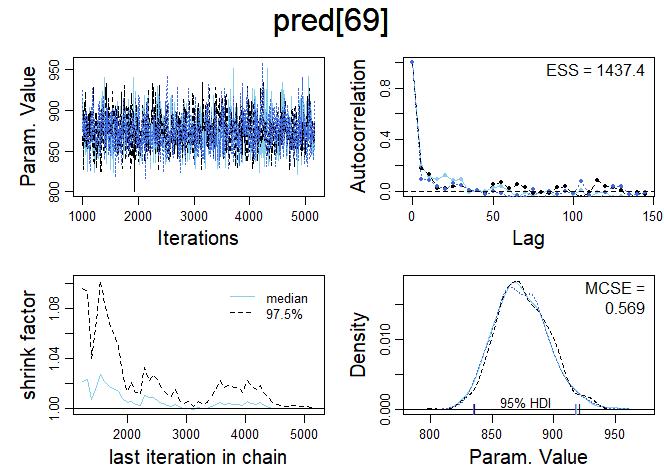 pred[69]
Param. Value
800 850 900 950
1000 2000 3000 4000 5000
Iterations
Autocorrelation
0.0 0.4 0.8
ESS = 1437.4
0 50 100 150
Lag
shrink factor
1.00 1.04 1.08
median
97.5%
2000 3000 4000 5000
last iteration in chain
Density
0.000 0.010
MCSE =
0.569
95% HDI
800 850 900 950
Param. Value